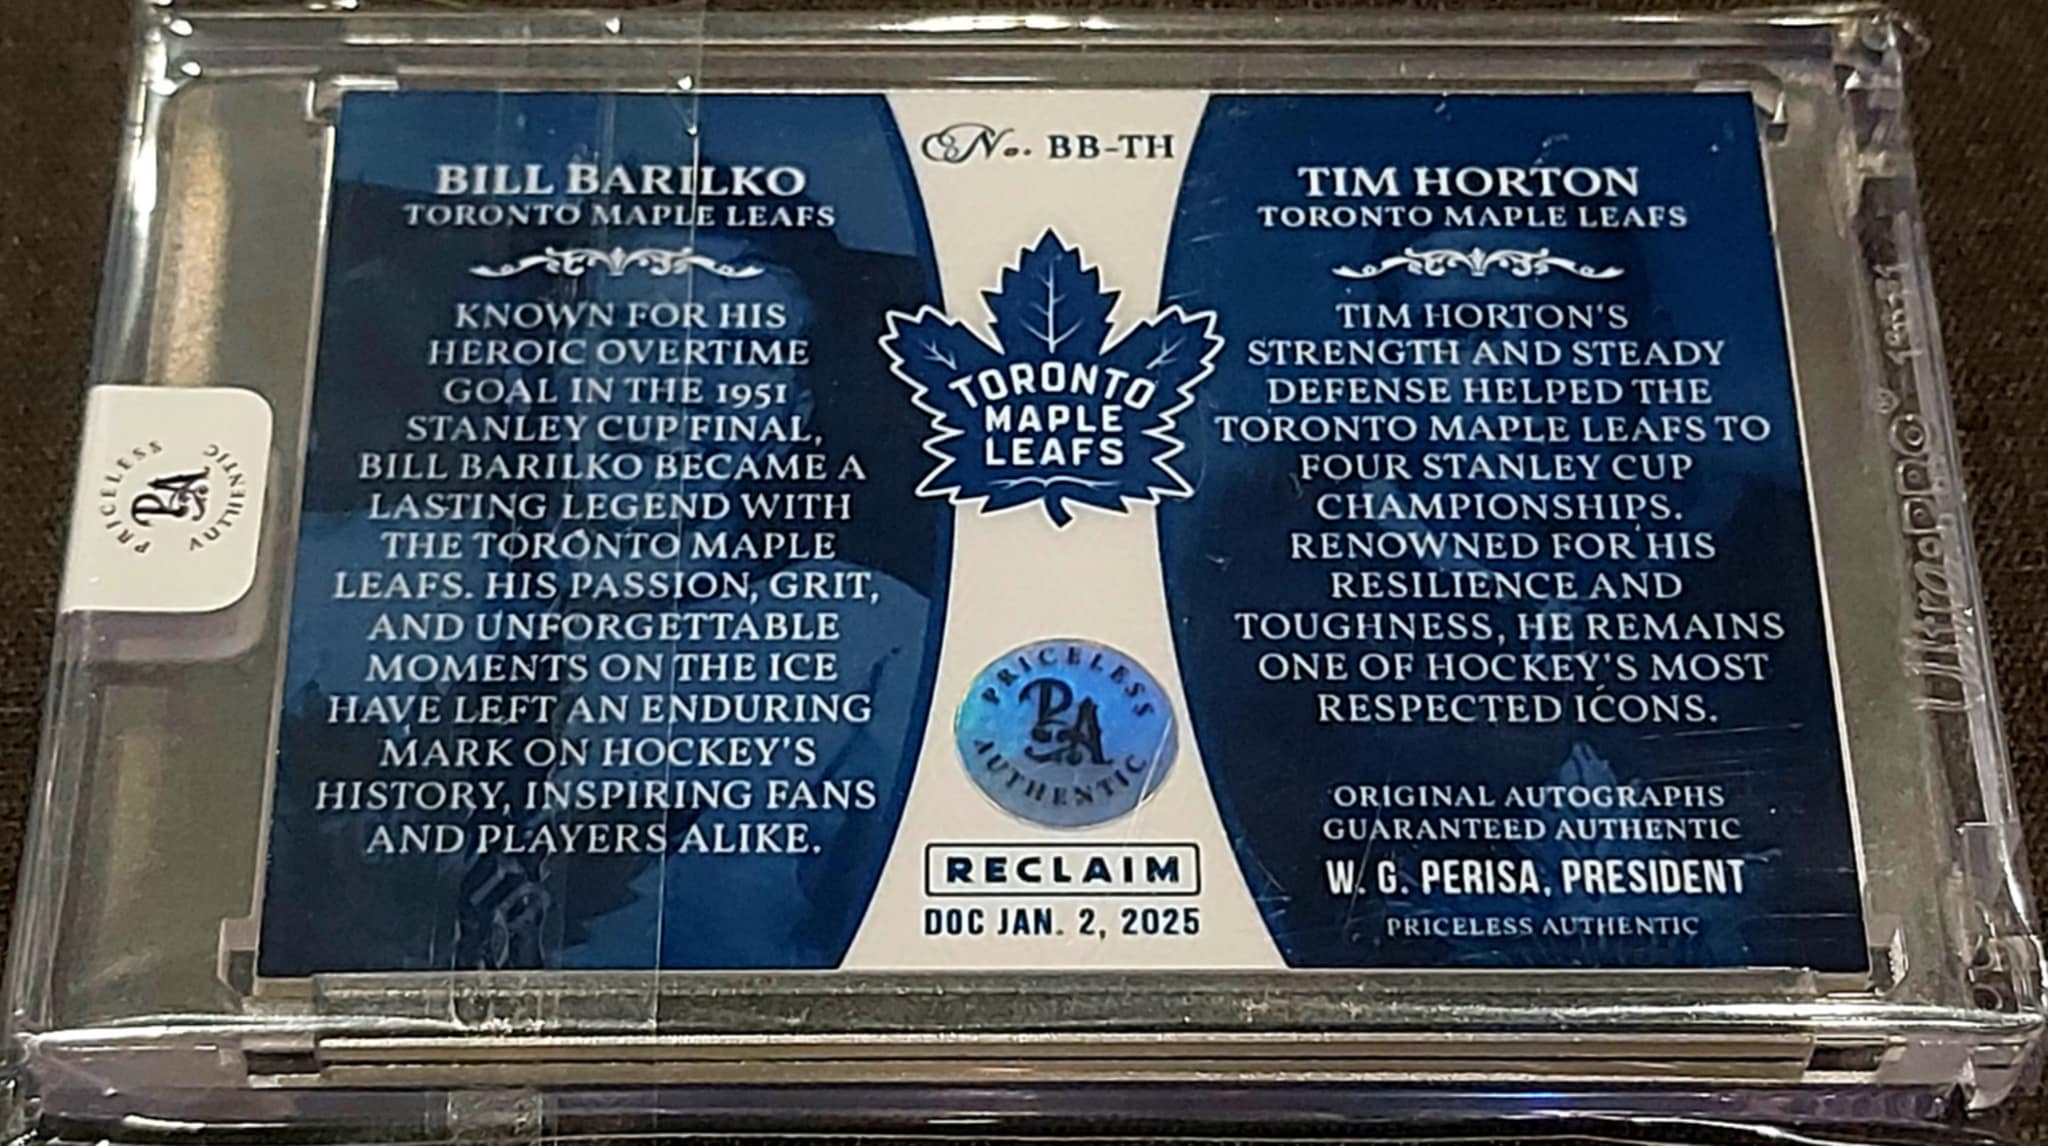 No. BB-TH
BILL BARILKO
TORONTO MAPLE LEAFS
KNOWN FOR HIS
HEROIC OVERTIME
GOAL IN THE 1951
STANLEY CUP FINAL,
BILL BARILKO BECAME A
LASTING LEGEND WITH
THE TORONTO MAPLE
LEAFS. HIS PASSION, GRIT,
AND UNFORGETTABLE
MOMENTS ON THE ICE
HAVE LEFT AN ENDURING
MARK ON HOCKEY'S
HISTORY, INSPIRING FANS
AND PLAYERS ALIKE.
TORONTO
MAPLE
LEAFS
PRICELESS
PA
AUTHENTIC
RECLAIM
DOC JAN. 2, 2025
TIM HORTON
TORONTO MAPLE LEAFS
TIM HORTON'S
STRENGTH AND STEADY
DEFENSE HELPED THE
TORONTO MAPLE LEAFS TO
FOUR STANLEY CUP
CHAMPIONSHIPS.
RENOWNED FOR HIS
RESILIENCE AND
TOUGHNESS, HE REMAINS
ONE OF HOCKEY'S MOST
RESPECTED ICONS.
ORIGINAL AUTOGRAPHS
GUARANTEED AUTHENTIC
W. G. PERISA, PRESIDENT
PRICELESS AUTHENTIC
PRICELESS
PA
AUTHENTIC
UltraPRO®